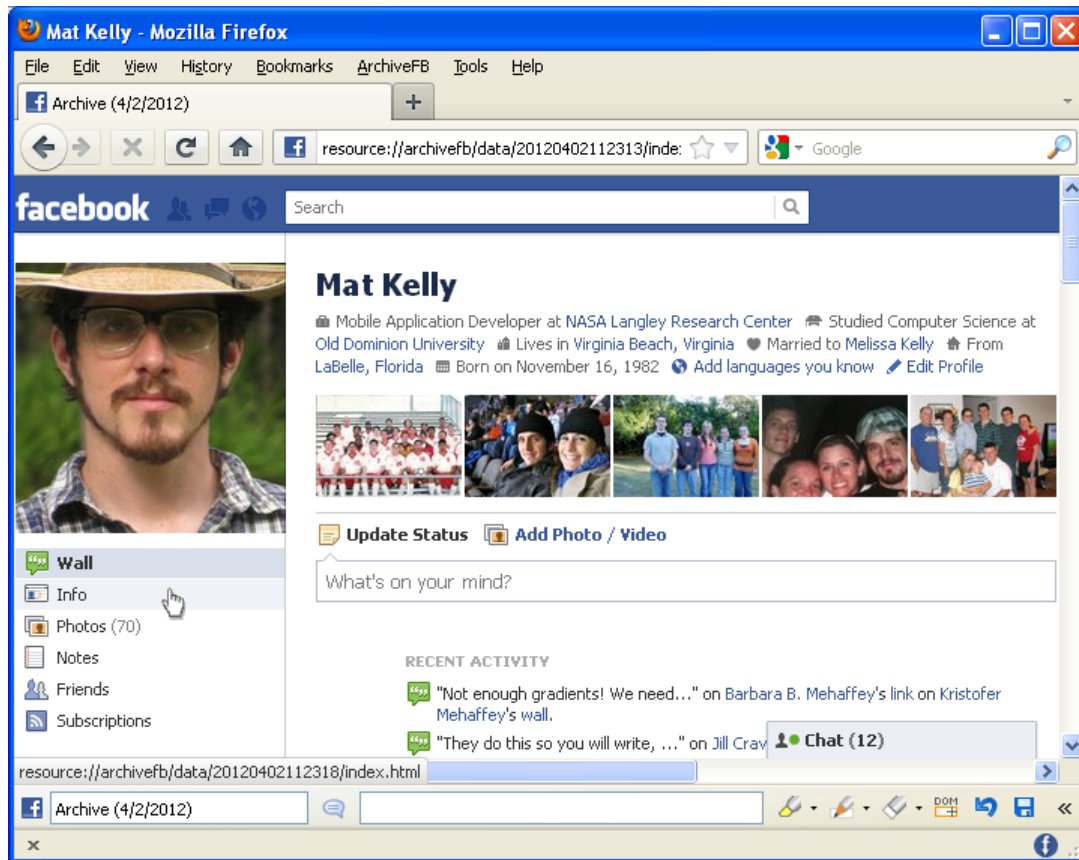 Mat Kelly - Mozilla Firefox
File Edit View History Bookmarks ArchiveFB Tools Help
Archive (4/2/2012)
resource://archivefb/data/20120402112313/inde: Google
facebook Search
Mat Kelly
Mobile Application Developer at NASA Langley Research Center Studied Computer Science at
Old Dominion University Lives in Virginia Beach, Virginia Married to Melissa Kelly From
LaBelle, Florida Born on November 16, 1982 Add languages you know Edit Profile
Update Status Add Photo / Video
What's on your mind?
Wall
Info
Photos (70)
Notes
Friends
Subscriptions
RECENT ACTIVITY
"Not enough gradients! We need..." on Barbara B. Mehaffey's link on Kristofer
Mehaffey's wall.
"They do this so you will write, ..." on Jill Crav
Chat (12)
resource://archivefb/data/20120402112318/index.html
Archive (4/2/2012) DOM